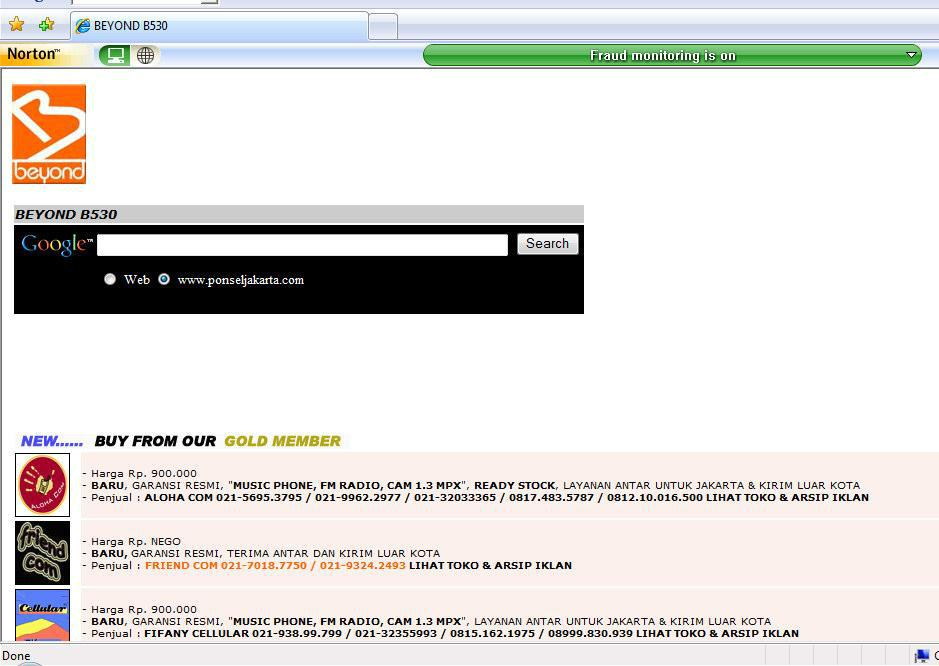 BEYOND B530
Norton™
Fraud monitoring is on
beyond
BEYOND B530
Google™ Search
Web www.ponseljakarta.com
NEW...... BUY FROM OUR GOLD MEMBER
- Harga Rp. 900.000
- BARU, GARANSI RESMI, "MUSIC PHONE, FM RADIO, CAM 1.3 MPX", READY STOCK, LAYANAN ANTAR UNTUK JAKARTA & KIRIM LUAR KOTA
- Penjual : ALOHA COM 021-5695.3795 / 021-9962.2977 / 021-32033365 / 0817.483.5787 / 0812.10.016.500 LIHAT TOKO & ARSIP IKLAN
ALOHA COM
friend
com
- Harga Rp. NEGO
- BARU, GARANSI RESMI, TERIMA ANTAR DAN KIRIM LUAR KOTA
- Penjual : FRIEND COM 021-7018.7750 / 021-9324.2493 LIHAT TOKO & ARSIP IKLAN
Cellular
- Harga Rp. 900.000
- BARU, GARANSI RESMI, "MUSIC PHONE, FM RADIO, CAM 1.3 MPX", LAYANAN ANTAR UNTUK JAKARTA & KIRIM LUAR KOTA
- Penjual : FIFANY CELLULAR 021-938.99.799 / 021-32355993 / 0815.162.1975 / 08999.830.939 LIHAT TOKO & ARSIP IKLAN
Done